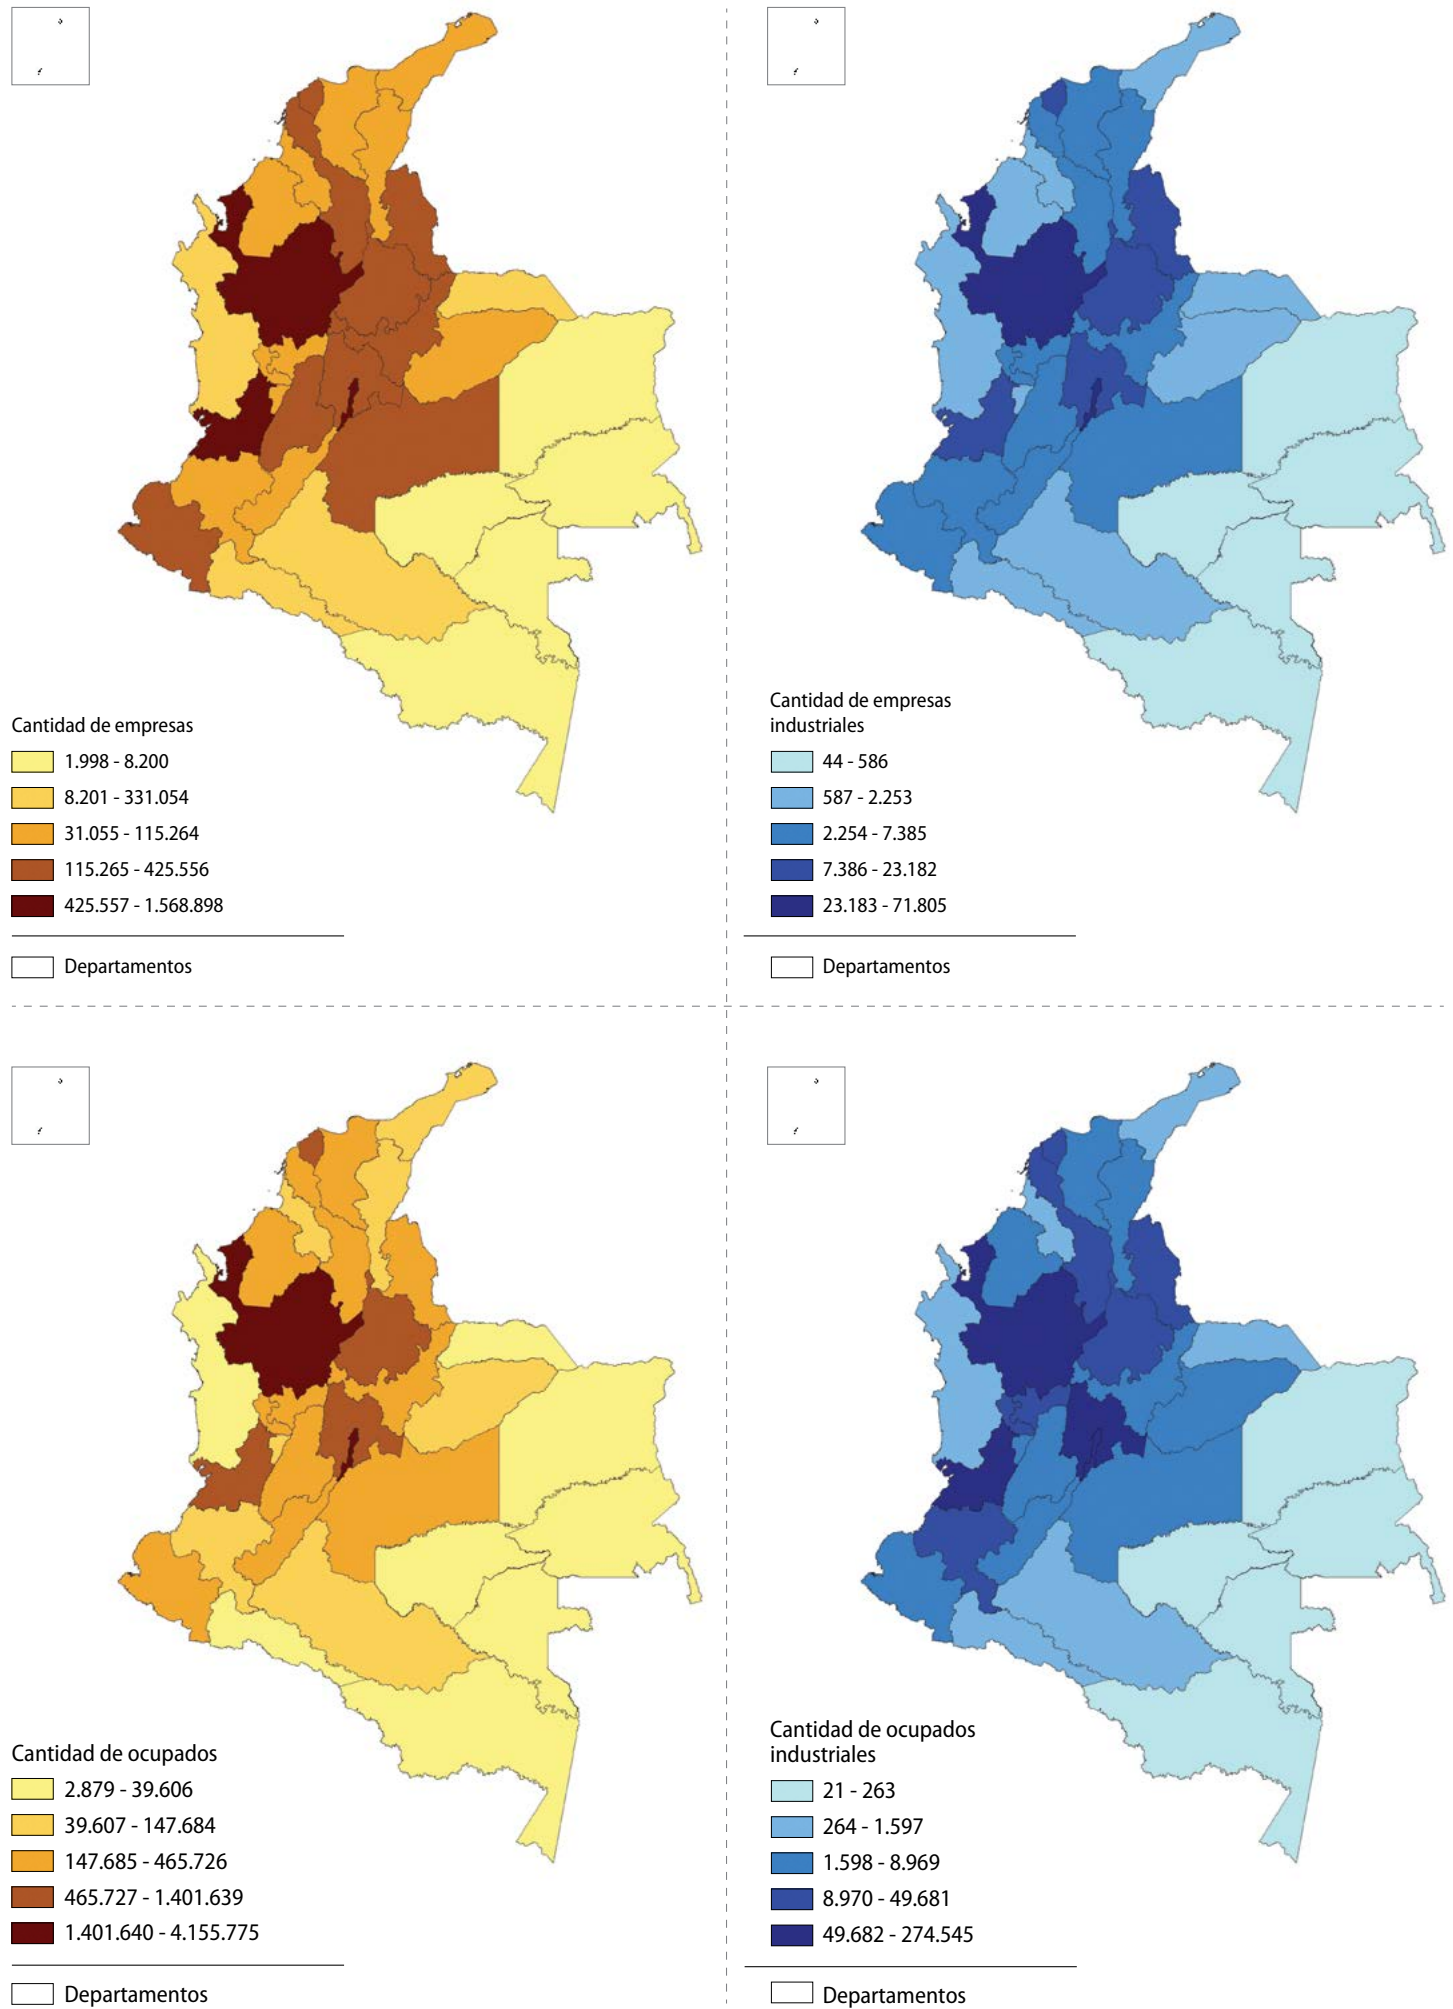 Cantidad de empresas
1.998 - 8.200
8.201 - 331.054
31.055 - 115.264
115.265 - 425.556
425.557 - 1.568.898
Departamentos
Cantidad de empresas
industriales
44 - 586
587 - 2.253
2.254 - 7.385
7.386 - 23.182
23.183 - 71.805
Departamentos
Cantidad de ocupados
2.879 - 39.606
39.607 - 147.684
147.685 - 465.726
465.727 - 1.401.639
1.401.640 - 4.155.775
Departamentos
Cantidad de ocupados
industriales
21 - 263
264 - 1.597
1.598 - 8.969
8.970 - 49.681
49.682 - 274.545
Departamentos